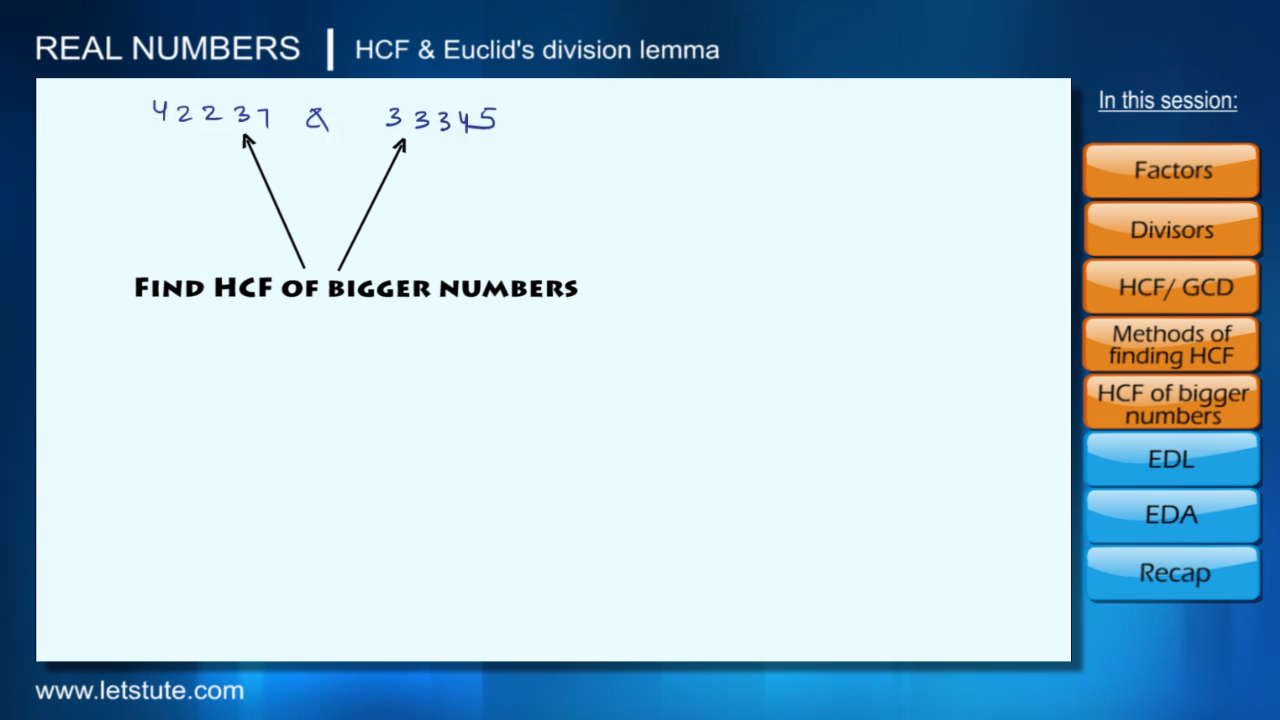 REAL NUMBERS | HCF & Euclid's division lemma
42237 & 33345
FIND HCF OF BIGGER NUMBERS
In this session:
Factors
Divisors
HCF/ GCD
Methods of
finding HCF
HCF of bigger
numbers
EDL
EDA
Recap
www.letstute.com